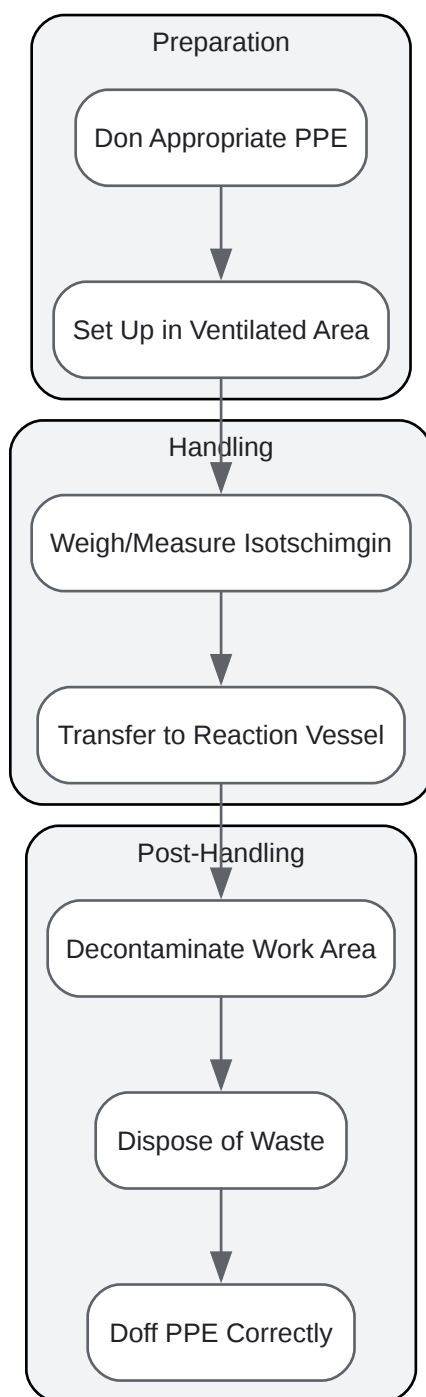 Preparation
Don Appropriate PPE
Set Up in Ventilated Area
Handling
Weigh/Measure Isotschimgin
Transfer to Reaction Vessel
Post-Handling
Decontaminate Work Area
Dispose of Waste
Doff PPE Correctly